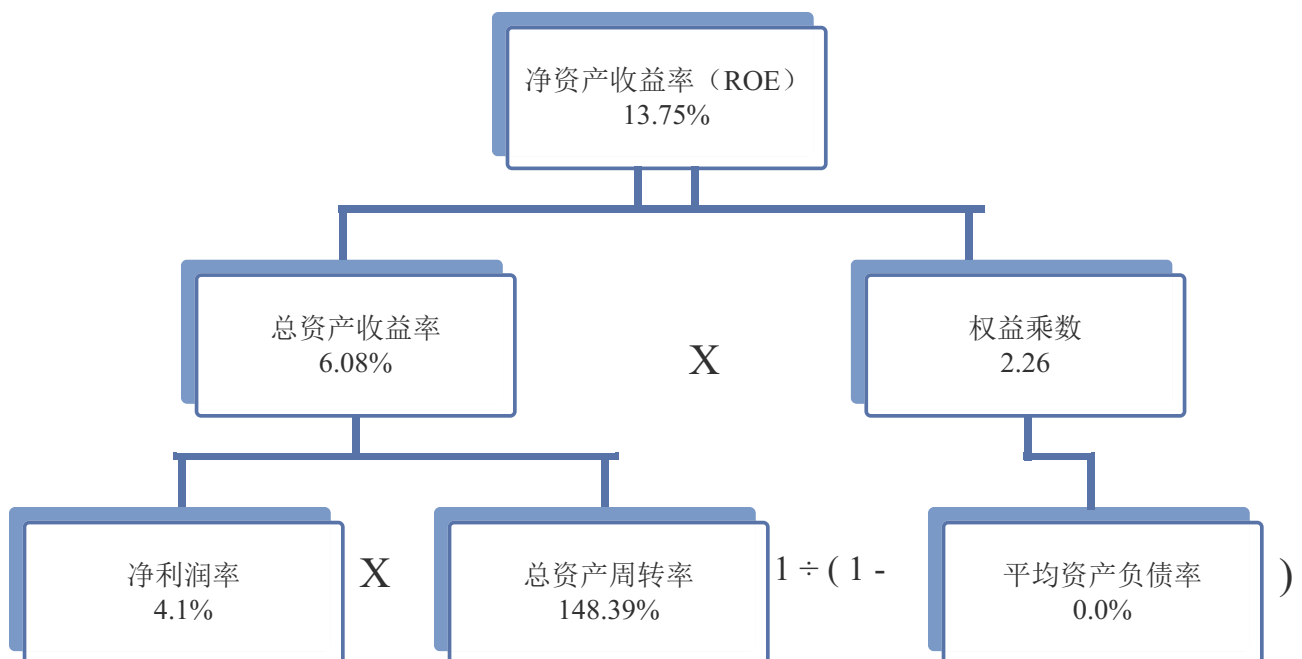 净资产收益率（ROE）
13.75%
总资产收益率
6.08%
X
权益乘数
2.26
净利润率
4.1%
X
总资产周转率
148.39%
1 ÷ ( 1 -
平均资产负债率
0.0%
)